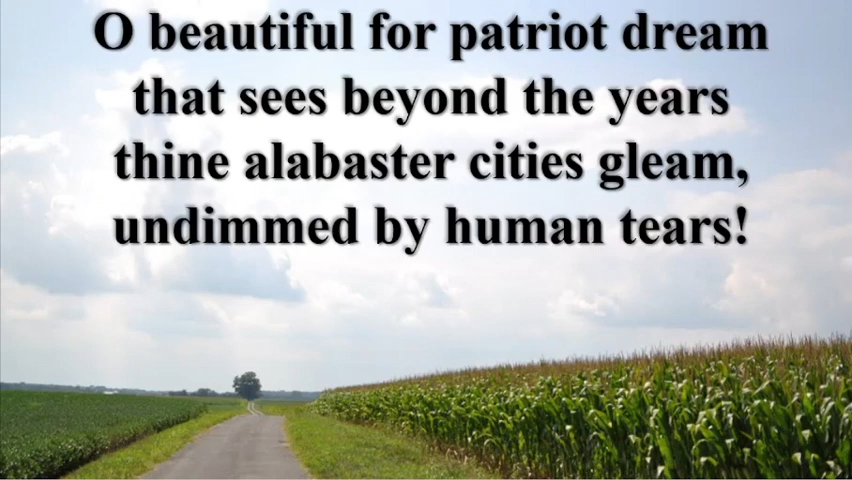 O beautiful for patriot dream
that sees beyond the years
thine alabaster cities gleam,
undimmed by human tears!